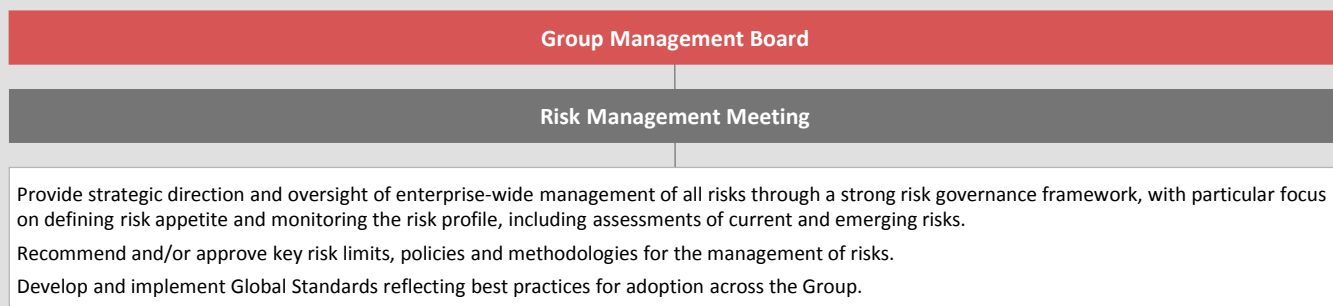 Group Management Board
Risk Management Meeting
Provide strategic direction and oversight of enterprise-wide management of all risks through a strong risk governance framework, with particular focus
on defining risk appetite and monitoring the risk profile, including assessments of current and emerging risks.
Recommend and/or approve key risk limits, policies and methodologies for the management of risks.
Develop and implement Global Standards reflecting best practices for adoption across the Group.